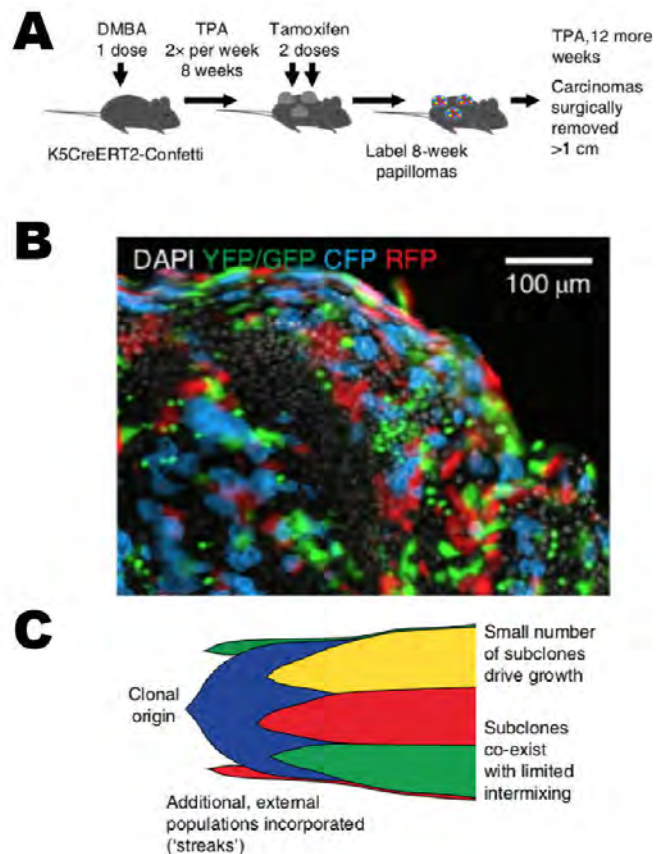 A
DMBA
1 dose
TPA
2× per week
8 weeks
Tamoxifen
2 doses
TPA,12 more
weeks
Carcinomas
surgically
removed
>1 cm
K5CreERT2-Confetti
Label 8-week
papillomas
B
DAPI YFP/GFP CFP RFP
100 μm
C
Clonal
origin
Small number
of subclones
drive growth
Subclones
co-exist
with limited
intermixing
Additional, external
populations incorporated
('streaks')